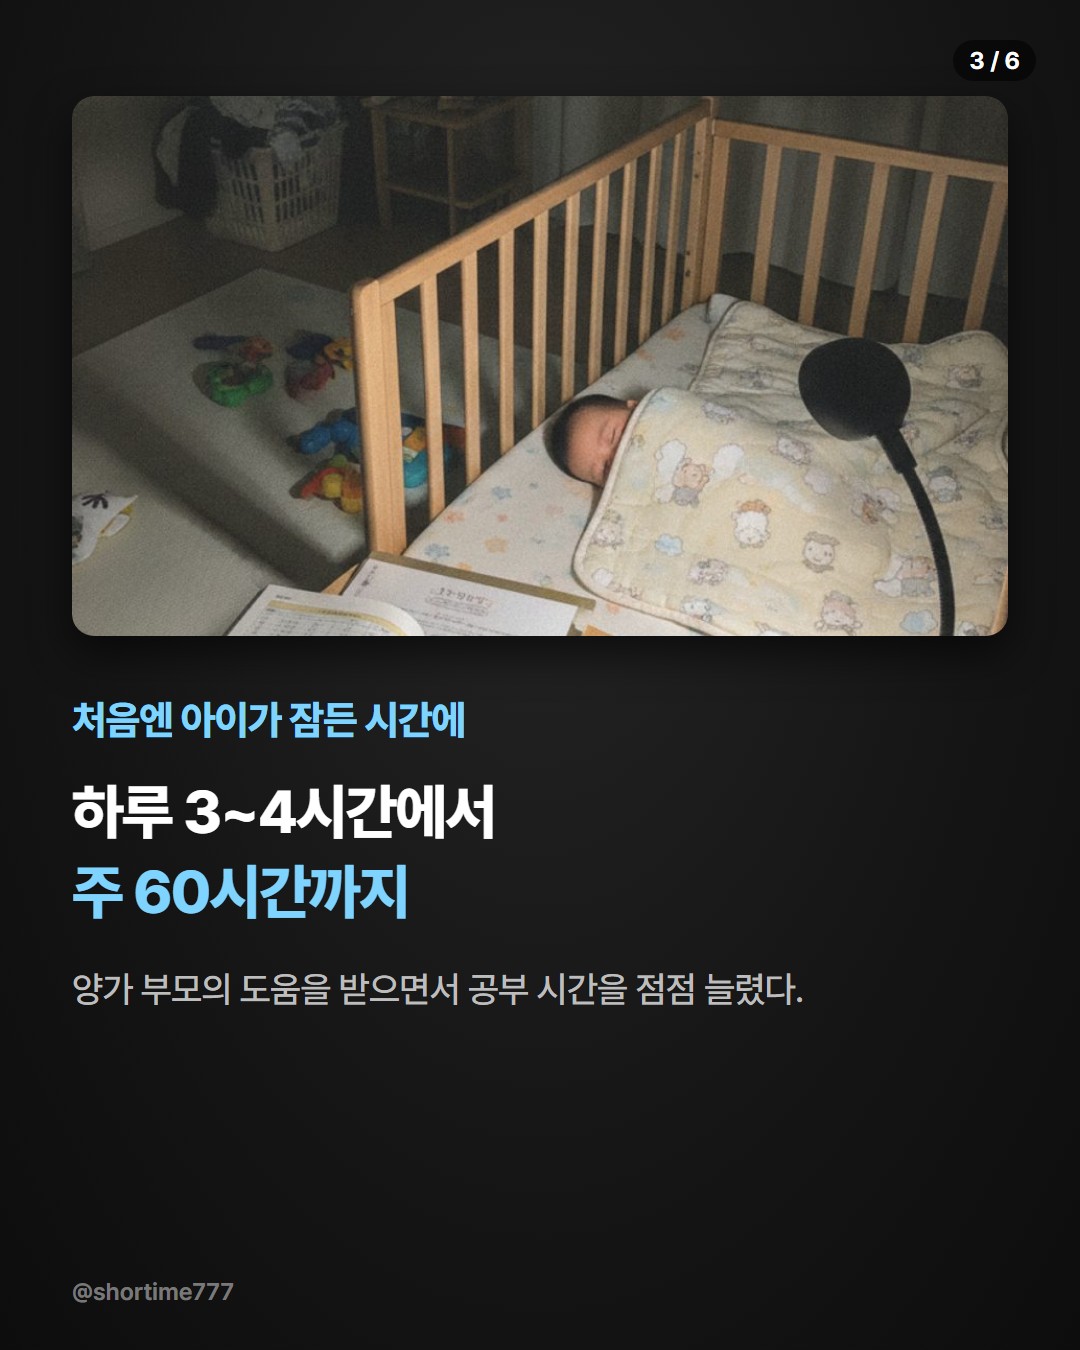 3 / 6
처음엔 아이가 잠든 시간에
하루 3~4시간에서
주 60시간까지
양가 부모의 도움을 받으면서 공부 시간을 점점 늘렸다.
@shortime777